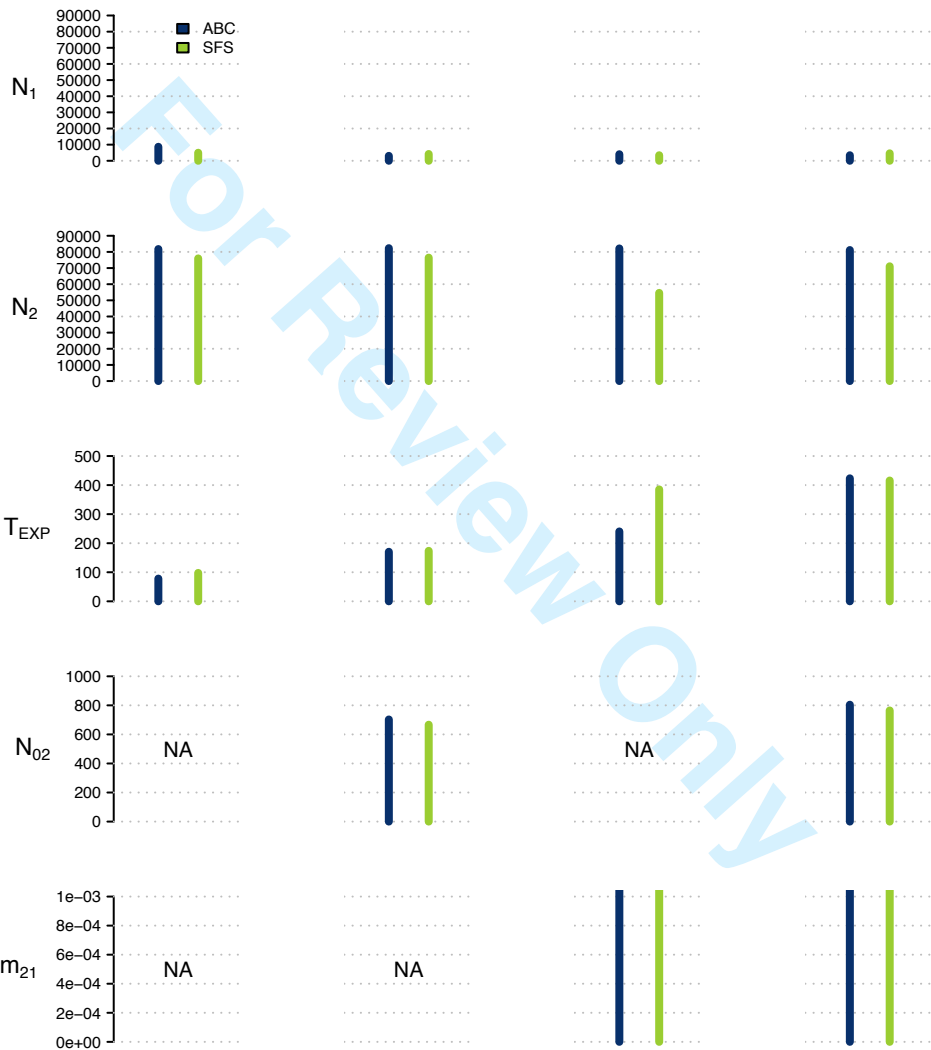 90000
80000
70000
60000
50000
40000
30000
20000
10000
0
N1
ABC
SFS
90000
80000
70000
60000
50000
40000
30000
20000
10000
0
N2
500
400
300
200
100
0
TEXP
1000
800
600
400
200
0
N02
NA
NA
1e−03
8e−04
6e−04
4e−04
2e−04
0e+00
m21
NA
NA
For Review Only